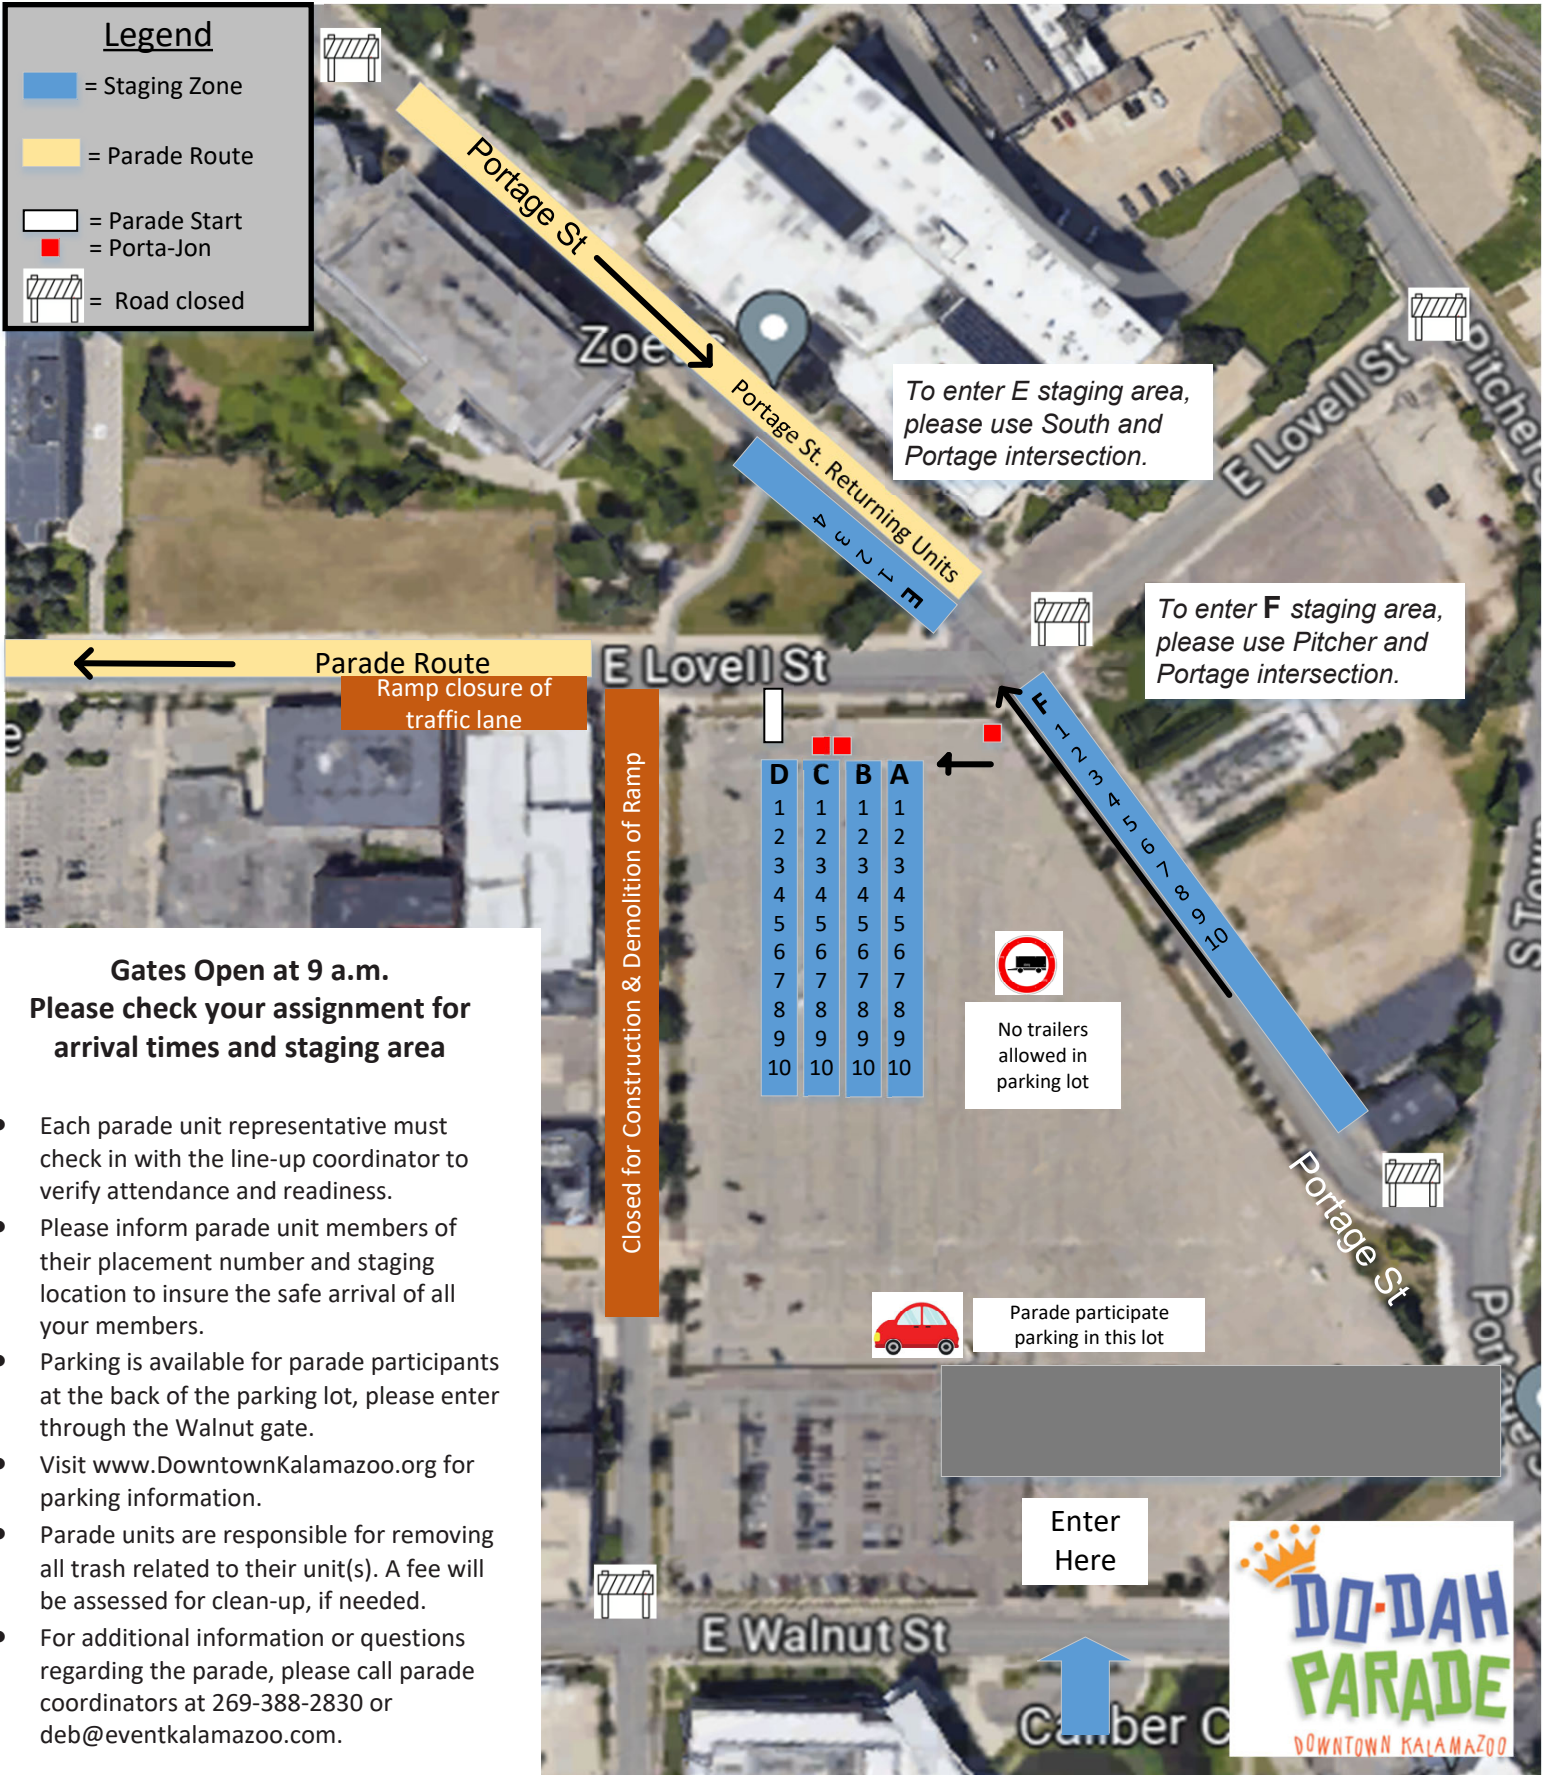 Legend
= Staging Zone
= Parade Route
= Parade Start
= Porta-Jon
= Road closed
Portage St
Portage St. Returning Units
To enter E staging area,
please use South and
Portage intersection.
E Lovell St
4 3 2 1 E
To enter F staging area,
please use Pitcher and
Portage intersection.
Parade Route
E Lovell St
Ramp closure of
traffic lane
F 1 2 3 4 5 6 7 8 9 10
D C B A
1 1 1 1
2 2 2 2
3 3 3 3
4 4 4 4
5 5 5 5
6 6 6 6
7 7 7 7
8 8 8 8
9 9 9 9
10 10 10 10
Closed for Construction & Demolition of Ramp
No trailers
allowed in
parking lot
Portage St
Gates Open at 9 a.m.
Please check your assignment for
arrival times and staging area
Each parade unit representative must
check in with the line-up coordinator to
verify attendance and readiness.
Please inform parade unit members of
their placement number and staging
location to insure the safe arrival of all
your members.
Parking is available for parade participants
at the back of the parking lot, please enter
through the Walnut gate.
Visit www.DowntownKalamazoo.org for
parking information.
Parade units are responsible for removing
all trash related to their unit(s). A fee will
be assessed for clean-up, if needed.
For additional information or questions
regarding the parade, please call parade
coordinators at 269-388-2830 or
deb@eventkalamazoo.com.
Parade participate
parking in this lot
Enter
Here
E Walnut St
DO-DAH
PARADE
DOWNTOWN KALAMAZOO